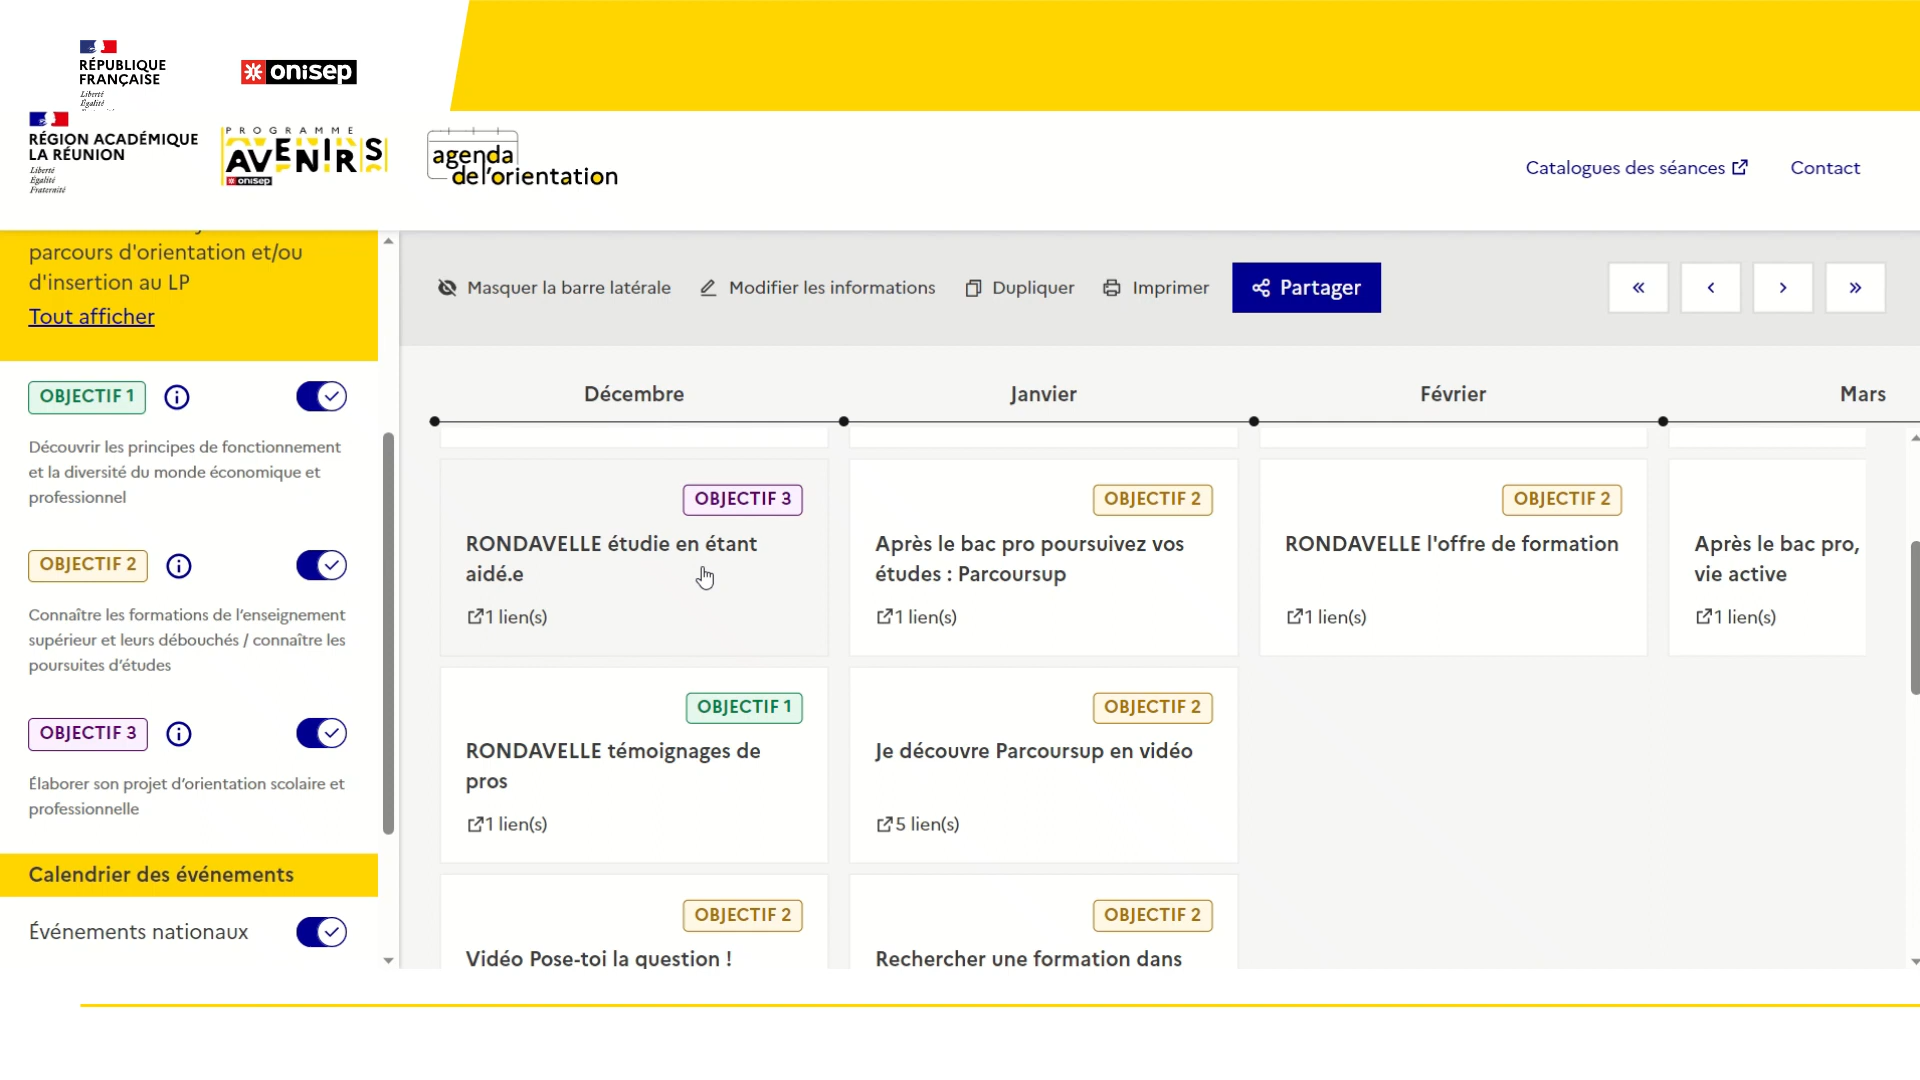 RÉPUBLIQUE
FRANÇAISE
Liberté
Égalité
onisep
RÉGION ACADÉMIQUE
LA RÉUNION
Liberté
Égalité
Fraternité
PROGRAMME
AVENIRS
onisep
agenda
de l'orientation
Catalogues des séances
Contact
parcours d'orientation et/ou
d'insertion au LP
Tout afficher
OBJECTIF 1
Découvrir les principes de fonctionnement
et la diversité du monde économique et
professionnel
OBJECTIF 2
Connaître les formations de l’enseignement
supérieur et leurs débouchés / connaître les
poursuites d’études
OBJECTIF 3
Élaborer son projet d’orientation scolaire et
professionnelle
Calendrier des événements
Événements nationaux
Masquer la barre latérale
Modifier les informations
Dupliquer
Imprimer
Partager
Décembre
Janvier
Février
Mars
OBJECTIF 3
RONDAVELLE étudie en étant
aidé.e
1 lien(s)
OBJECTIF 1
RONDAVELLE témoignages de
pros
1 lien(s)
OBJECTIF 2
Vidéo Pose-toi la question !
OBJECTIF 2
Après le bac pro poursuivez vos
études : Parcoursup
1 lien(s)
OBJECTIF 2
Je découvre Parcoursup en vidéo
5 lien(s)
OBJECTIF 2
Rechercher une formation dans
OBJECTIF 2
RONDAVELLE l'offre de formation
1 lien(s)
Après le bac pro,
vie active
1 lien(s)